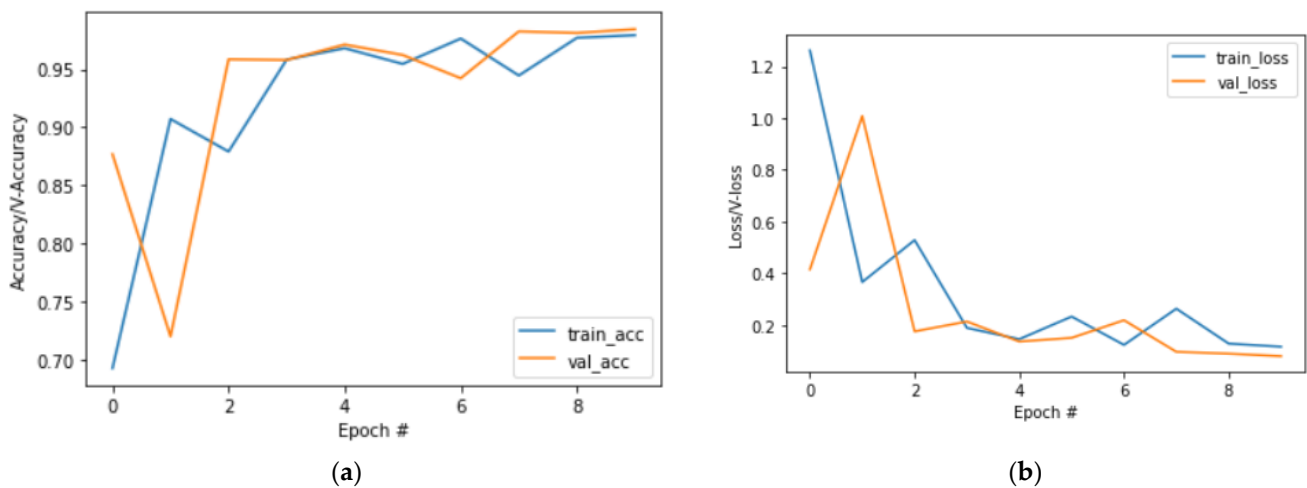 0.95
0.90
0.85
0.80
0.75
0.70
Accuracy/V-Accuracy
train_acc
val_acc
0 2 4 6 8
Epoch #
(a)
1.2
1.0
0.8
0.6
0.4
0.2
Loss/V-loss
train_loss
val_loss
0 2 4 6 8
Epoch #
(b)